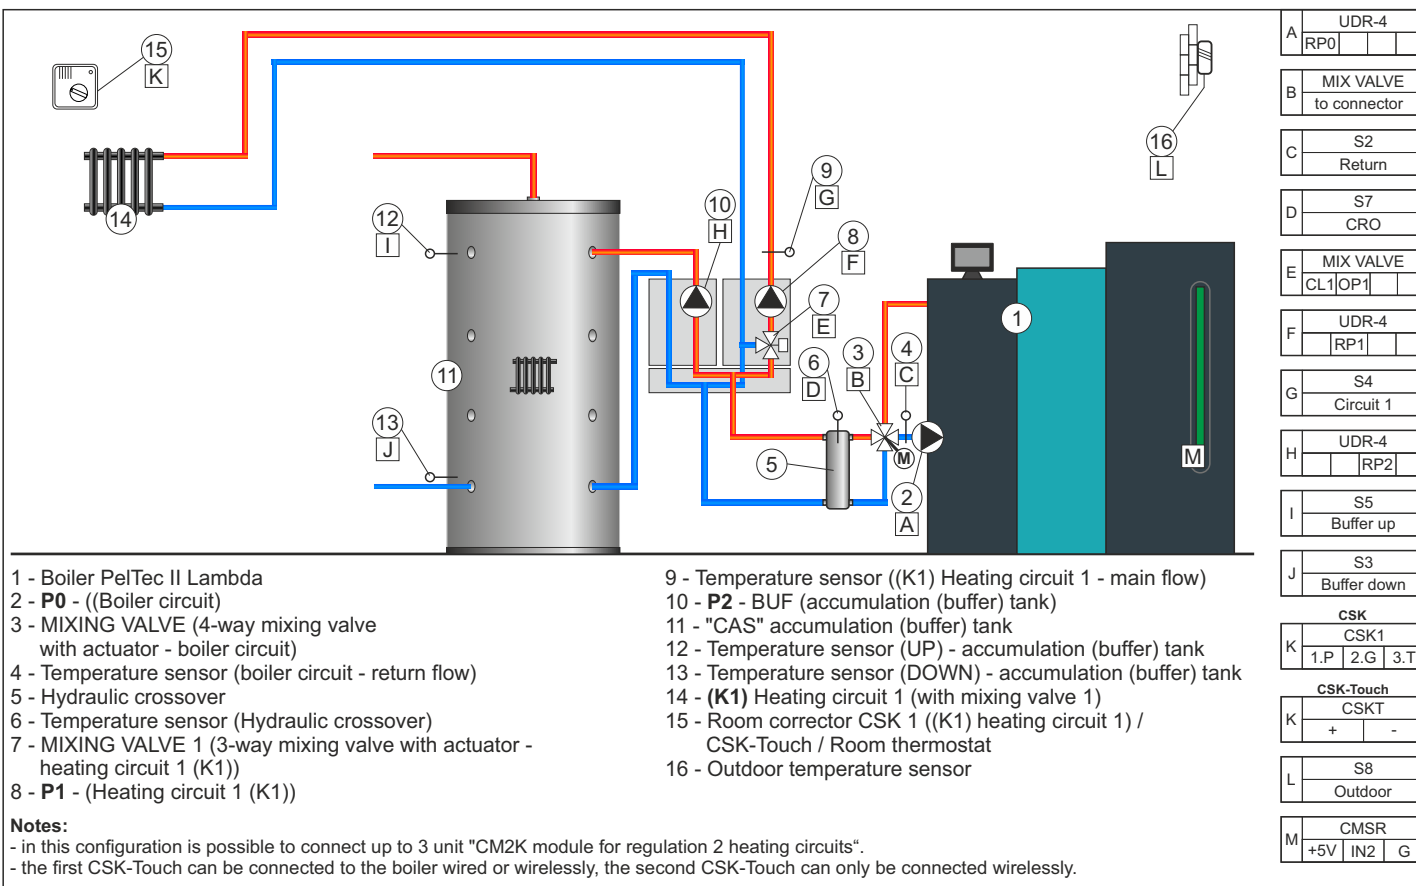 15
K
14
12
I
13
J
11
10
H
9
G
8
F
7
E
6
D
5
3
B
4
C
M
2
A
1
M
16
L
1 - Boiler PelTec II Lambda
2 - P0 - ((Boiler circuit)
3 - MIXING VALVE (4-way mixing valve
with actuator - boiler circuit)
4 - Temperature sensor (boiler circuit - return flow)
5 - Hydraulic crossover
6 - Temperature sensor (Hydraulic crossover)
7 - MIXING VALVE 1 (3-way mixing valve with actuator -
heating circuit 1 (K1))
8 - P1 - (Heating circuit 1 (K1))
9 - Temperature sensor ((K1) Heating circuit 1 - main flow)
10 - P2 - BUF (accumulation (buffer) tank)
11 - "CAS" accumulation (buffer) tank
12 - Temperature sensor (UP) - accumulation (buffer) tank
13 - Temperature sensor (DOWN) - accumulation (buffer) tank
14 - (K1) Heating circuit 1 (with mixing valve 1)
15 - Room corrector CSK 1 ((K1) heating circuit 1) /
CSK-Touch / Room thermostat
16 - Outdoor temperature sensor
Notes:
- in this configuration is possible to connect up to 3 unit "CM2K module for regulation 2 heating circuits“.
- the first CSK-Touch can be connected to the boiler wired or wirelessly, the second CSK-Touch can only be connected wirelessly.
A UDR-4
RP0
B MIX VALVE
to connector
C S2
Return
D S7
CRO
E MIX VALVE
CL1 OP1
F UDR-4
RP1
G S4
Circuit 1
H UDR-4
RP2
I S5
Buffer up
J S3
Buffer down
CSK
K CSK1
1.P 2.G 3.T
CSK-Touch
K CSKT
+ -
L S8
Outdoor
M CMSR
+5V IN2 G